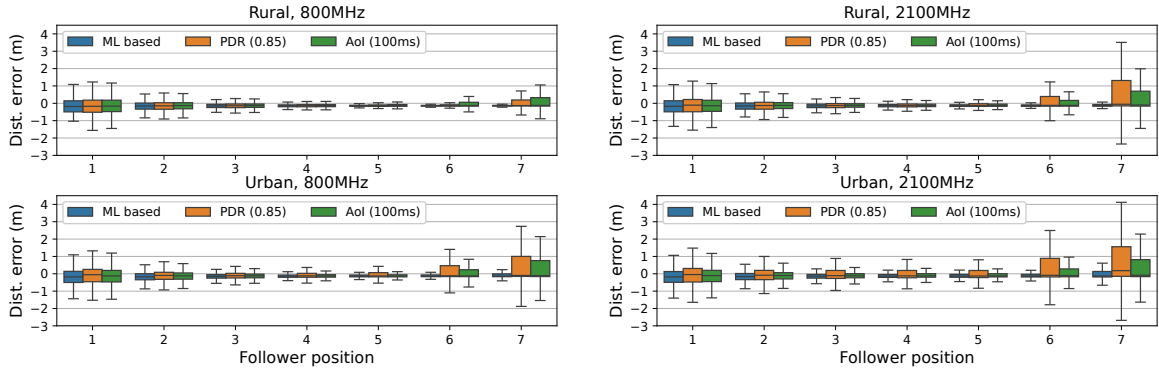 Rural, 800MHz
Dist. error (m)
4
3
2
1
0
−1
−2
−3
ML based PDR (0.85) AoI (100ms)
1 2 3 4 5 6 7
Rural, 2100MHz
Dist. error (m)
4
3
2
1
0
−1
−2
−3
ML based PDR (0.85) AoI (100ms)
1 2 3 4 5 6 7
Urban, 800MHz
Dist. error (m)
4
3
2
1
0
−1
−2
−3
ML based PDR (0.85) AoI (100ms)
1 2 3 4 5 6 7
Follower position
Urban, 2100MHz
Dist. error (m)
4
3
2
1
0
−1
−2
−3
ML based PDR (0.85) AoI (100ms)
1 2 3 4 5 6 7
Follower position